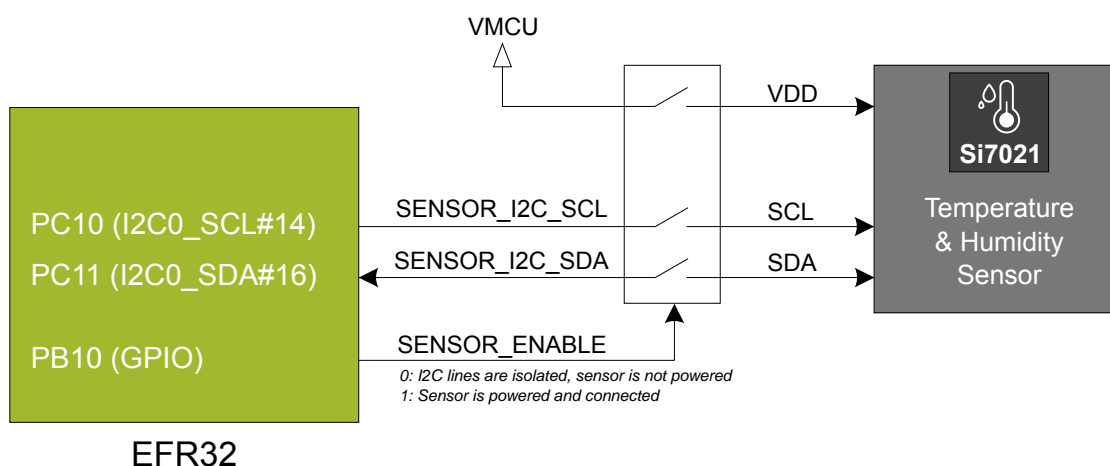 VMCU
VDD
Si7021
PC10 (I2C0_SCL#14)
SENSOR_I2C_SCL
SCL
Temperature
& Humidity
Sensor
PC11 (I2C0_SDA#16)
SENSOR_I2C_SDA
SDA
PB10 (GPIO)
SENSOR_ENABLE
0: I2C lines are isolated, sensor is not powered
1: Sensor is powered and connected
EFR32